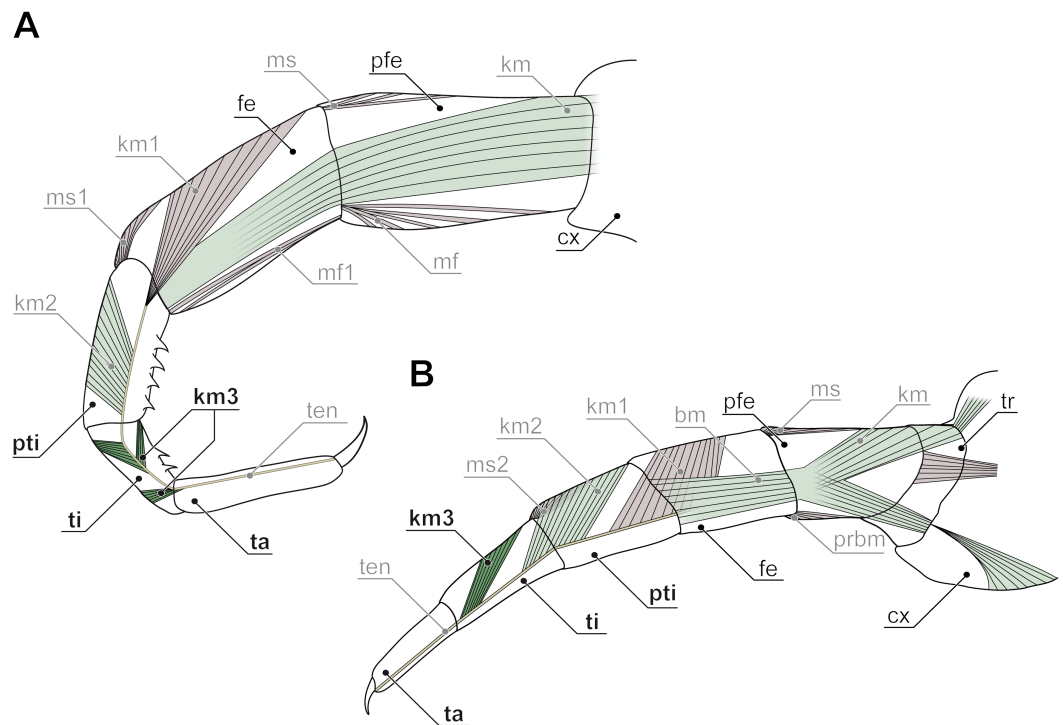 A
ms
pfe
km
fe
km1
ms1
cx
mf
mf1
km2
B
km3
ten
pti
ti
ta
ms
km
tr
pfe
bm
km1
km2
ms2
km3
ten
prbm
fe
cx
pti
ti
ta